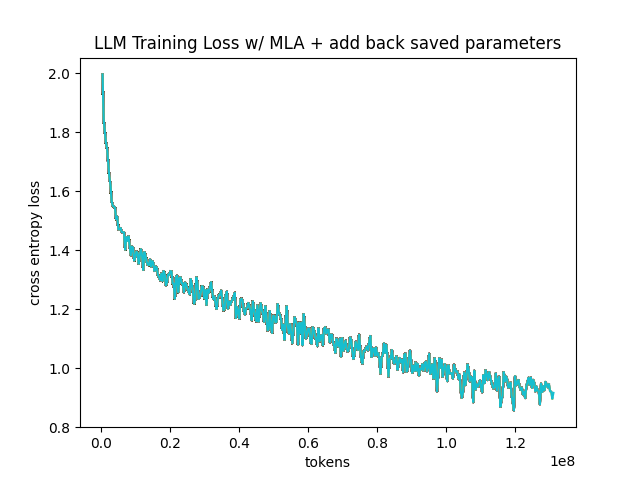 LLM Training Loss w/ MLA + add back saved parameters
2.0
1.8
1.6
1.4
1.2
1.0
0.8
cross entropy loss
0.0 0.2 0.4 0.6 0.8 1.0 1.2
1e8
tokens